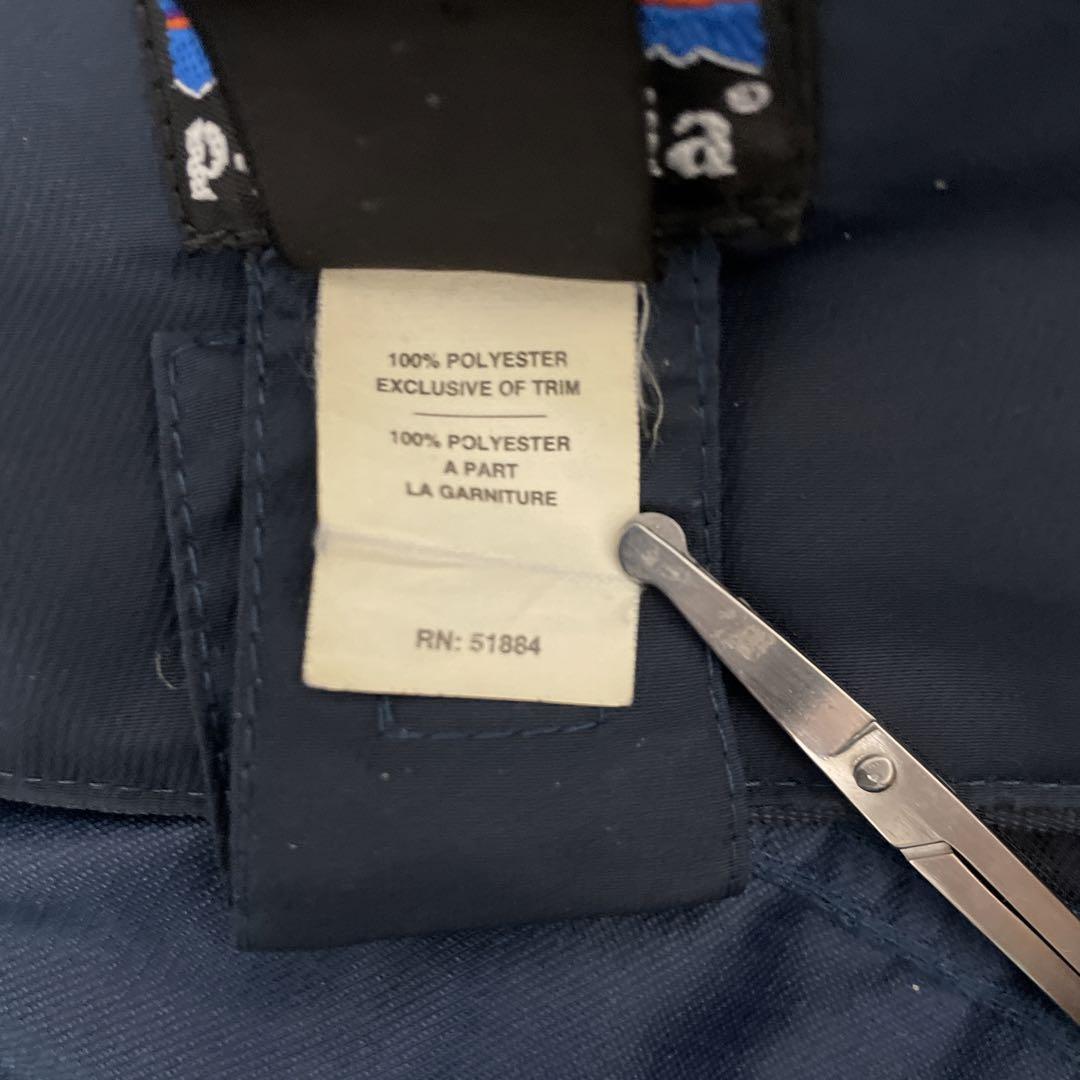 a®
100% POLYESTER
EXCLUSIVE OF TRIM
100% POLYESTER
A PART
LA GARNITURE
RN: 51884